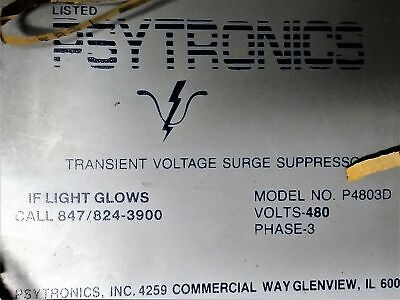 LISTED
PSYTRONICS
TRANSIENT VOLTAGE SURGE SUPPRESSO
IF LIGHT GLOWS
CALL 847/824-3900
MODEL NO. P4803D
VOLTS-480
PHASE-3
PSYTRONICS, INC. 4259 COMMERCIAL WAY GLENVIEW, IL 600